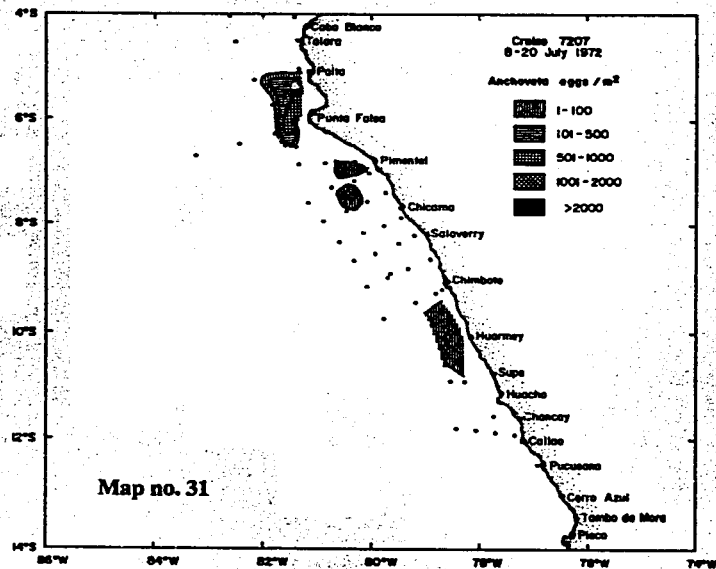 4°S
6°S
8°S
10°S
12°S
14°S
86°W
84°W
82°W
80°W
78°W
76°W
74°W
Cabo Blanco
Talara
Paita
Punta Falsa
Pimentel
Chicama
Salaverry
Chimbote
Huarmey
Supe
Huacho
Chancay
Callao
Pucusana
Cerro Azul
Tambo de Mora
Pisco
Cruise 7207
8-20 July 1972
Anchoveta eggs/m²
1-100
101-500
501-1000
1001-2000
>2000
Map no. 31